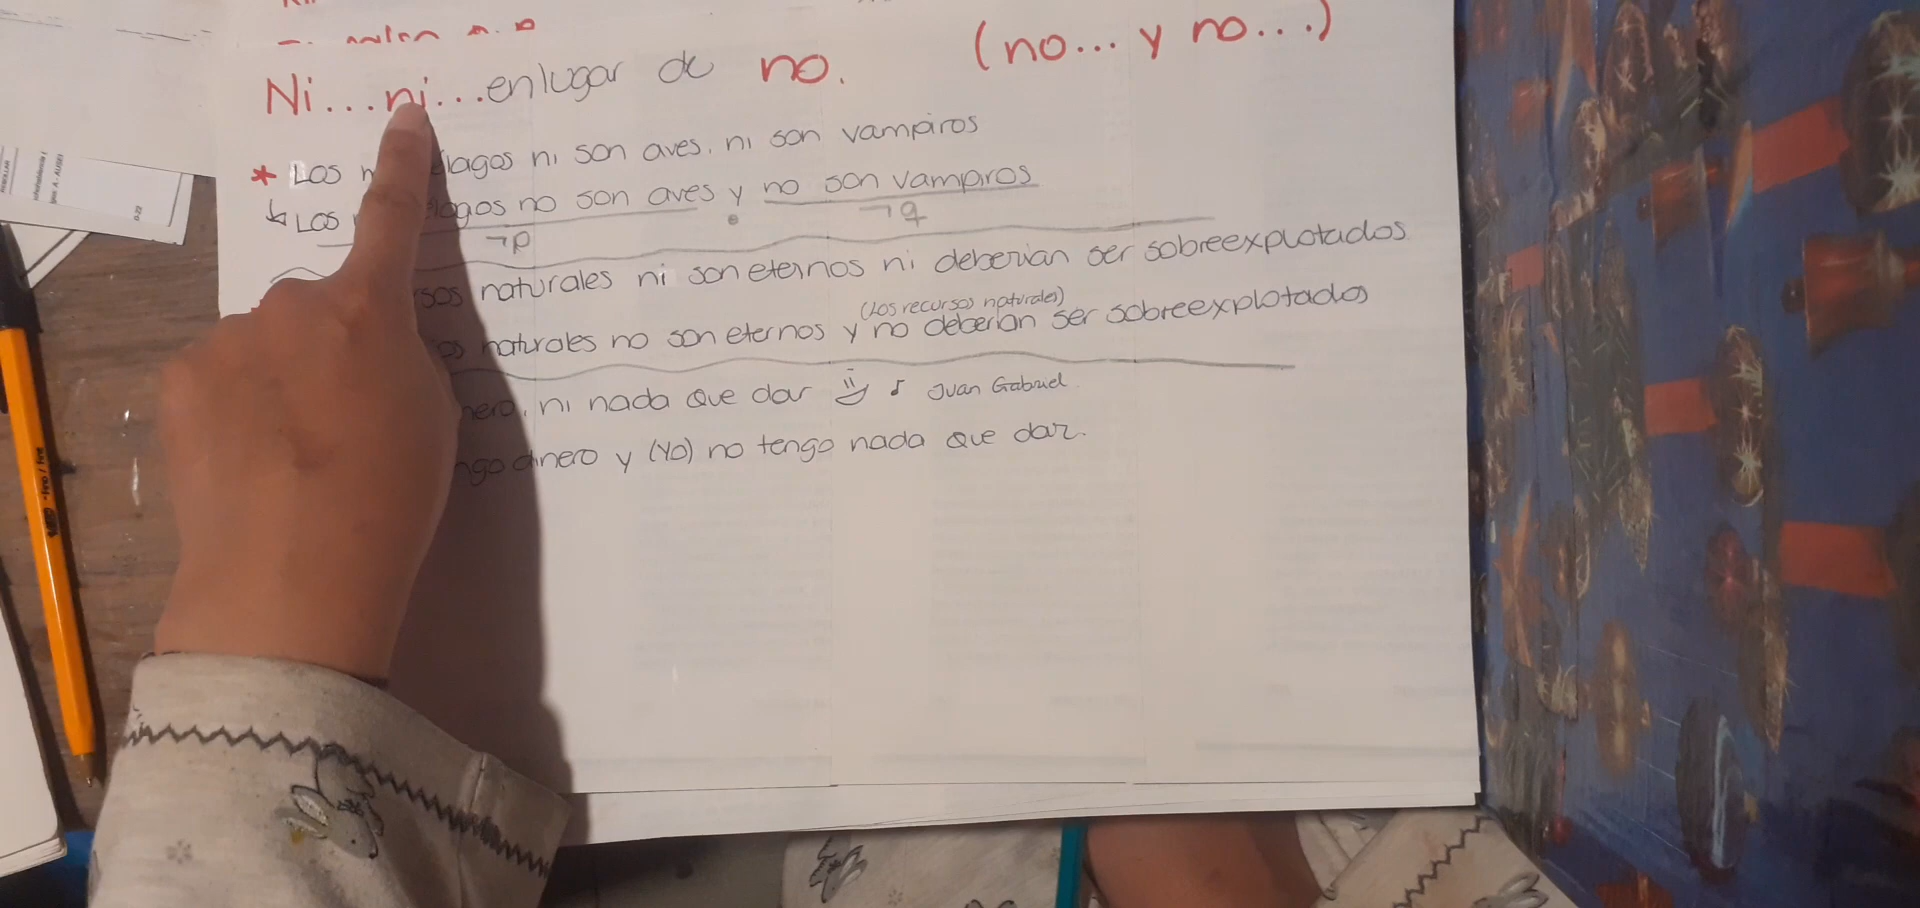 Ni...ni...en lugar de no. (no... y no...)
* Los lagos ni son aves, ni son vampiros
↳ Los no son aves y no son vampiros
¬p ¬q
naturales ni son eternos ni deberían ser sobreexplotados
(los recursos naturales)
naturales no son eternos y no deberían ser sobreexplotados
ni nada que dar ♪ Juan Gabriel
dinero y (yo) no tengo nada que dar.